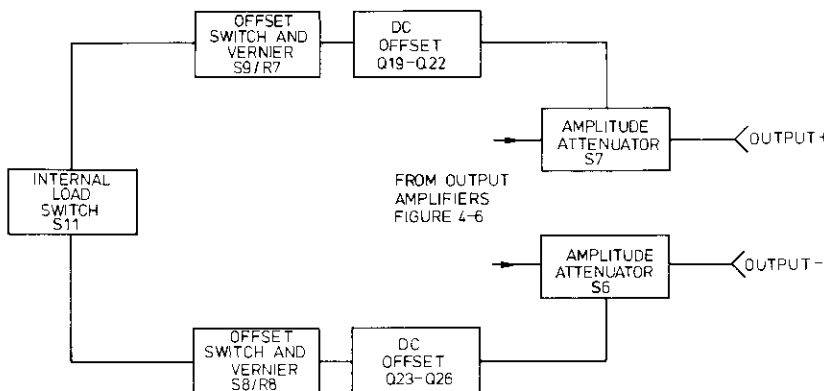 OFFSET
SWITCH AND
VERNIER
S9/R7
DC
OFFSET
Q19-Q22
AMPLITUDE
ATTENUATOR
S7
OUTPUT+
INTERNAL
LOAD
SWITCH
S11
FROM OUTPUT
AMPLIFIERS
FIGURE 4-6
AMPLITUDE
ATTENUATOR
S6
OUTPUT-
OFFSET
SWITCH AND
VERNIER
S8/R8
DC
OFFSET
Q23-Q26